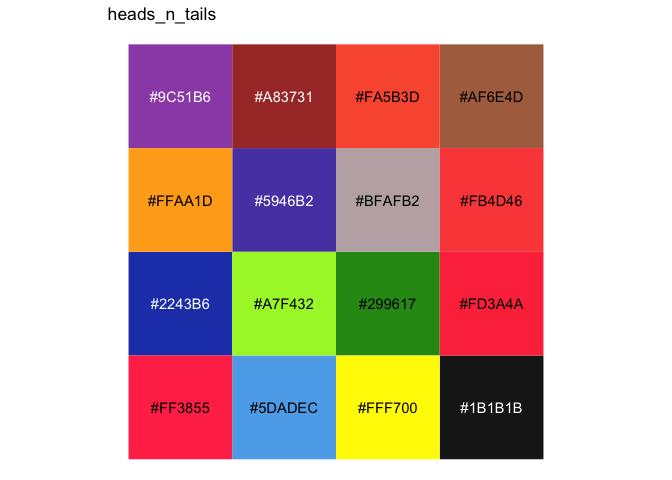 heads_n_tails
#9C51B6 #A83731 #FA5B3D #AF6E4D
#FFAA1D #5946B2 #BFAFB2 #FB4D46
#2243B6 #A7F432 #299617 #FD3A4A
#FF3855 #5DADEC #FFF700 #1B1B1B